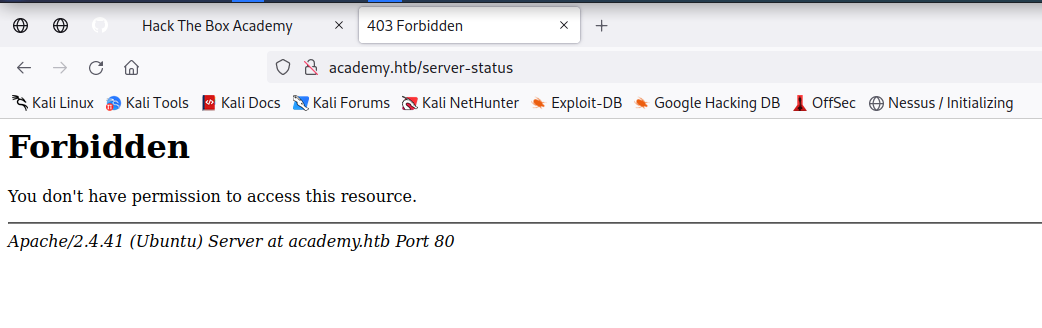 Hack The Box Academy
403 Forbidden
academy.htb/server-status
Kali Linux Kali Tools Kali Docs Kali Forums Kali NetHunter Exploit-DB Google Hacking DB OffSec Nessus / Initializing
Forbidden
You don't have permission to access this resource.
Apache/2.4.41 (Ubuntu) Server at academy.htb Port 80